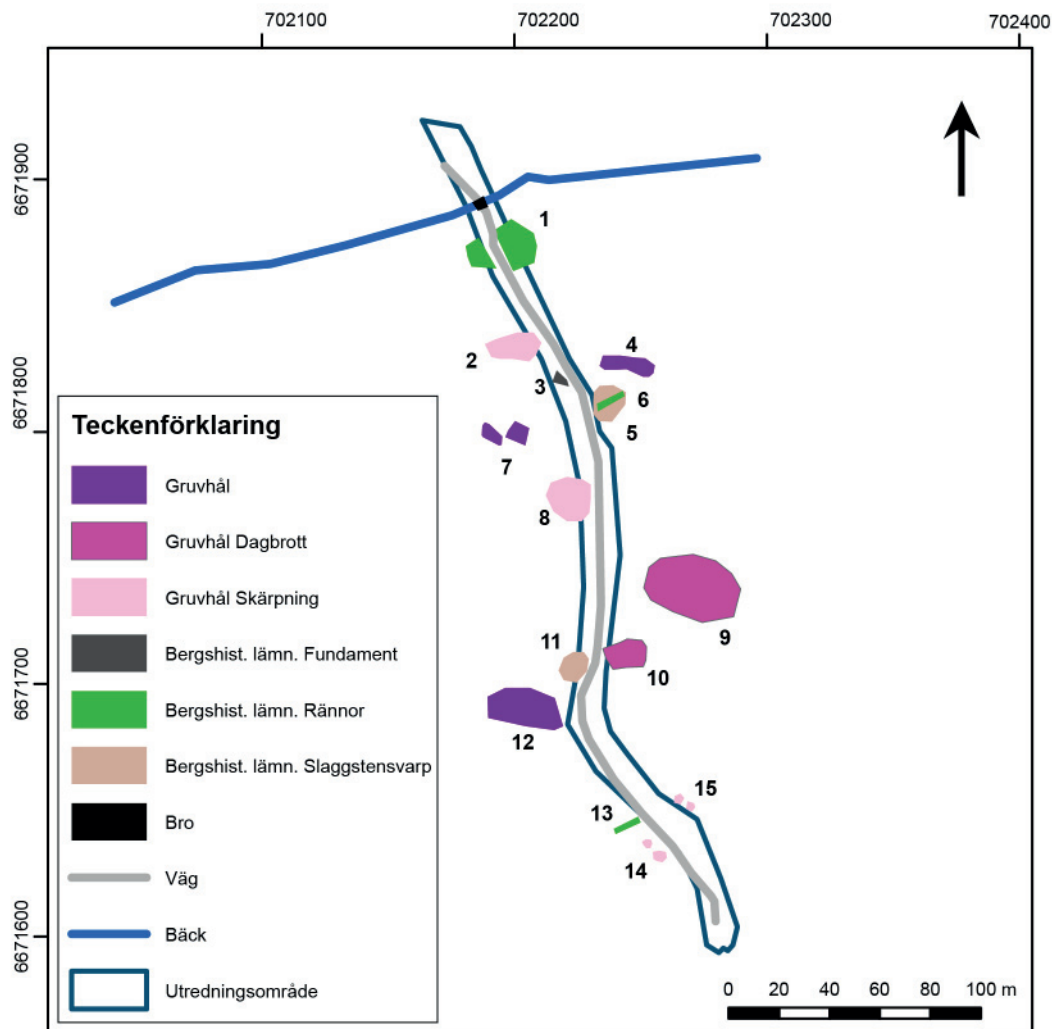 702100 702200 702300 702400
6671900
6671800
6671700
6671600
1
2
3
4
6
5
7
8
9
11
10
12
15
13
14
Teckenförklaring
Gruvhål
Gruvhål Dagbrott
Gruvhål Skärpning
Bergshist. lämn. Fundament
Bergshist. lämn. Rännor
Bergshist. lämn. Slaggstensvarp
Bro
Väg
Bäck
Utredningsområde
0 20 40 60 80 100 m